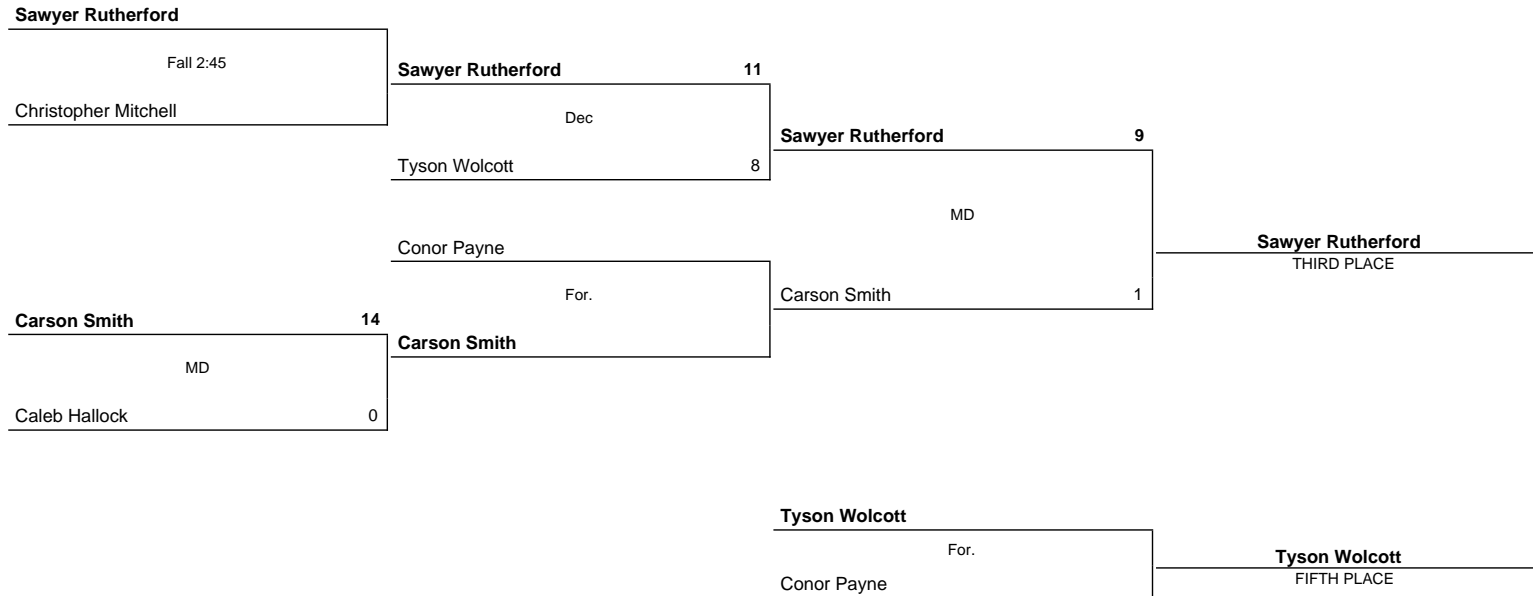 Sawyer Rutherford
Fall 2:45
Christopher Mitchell
Sawyer Rutherford 11
Dec
Tyson Wolcott 8
Sawyer Rutherford 9
MD
Carson Smith 1
Sawyer Rutherford
THIRD PLACE
Conor Payne
For.
Carson Smith
Carson Smith 14
MD
Caleb Hallock 0
Tyson Wolcott
For.
Conor Payne
Tyson Wolcott
FIFTH PLACE